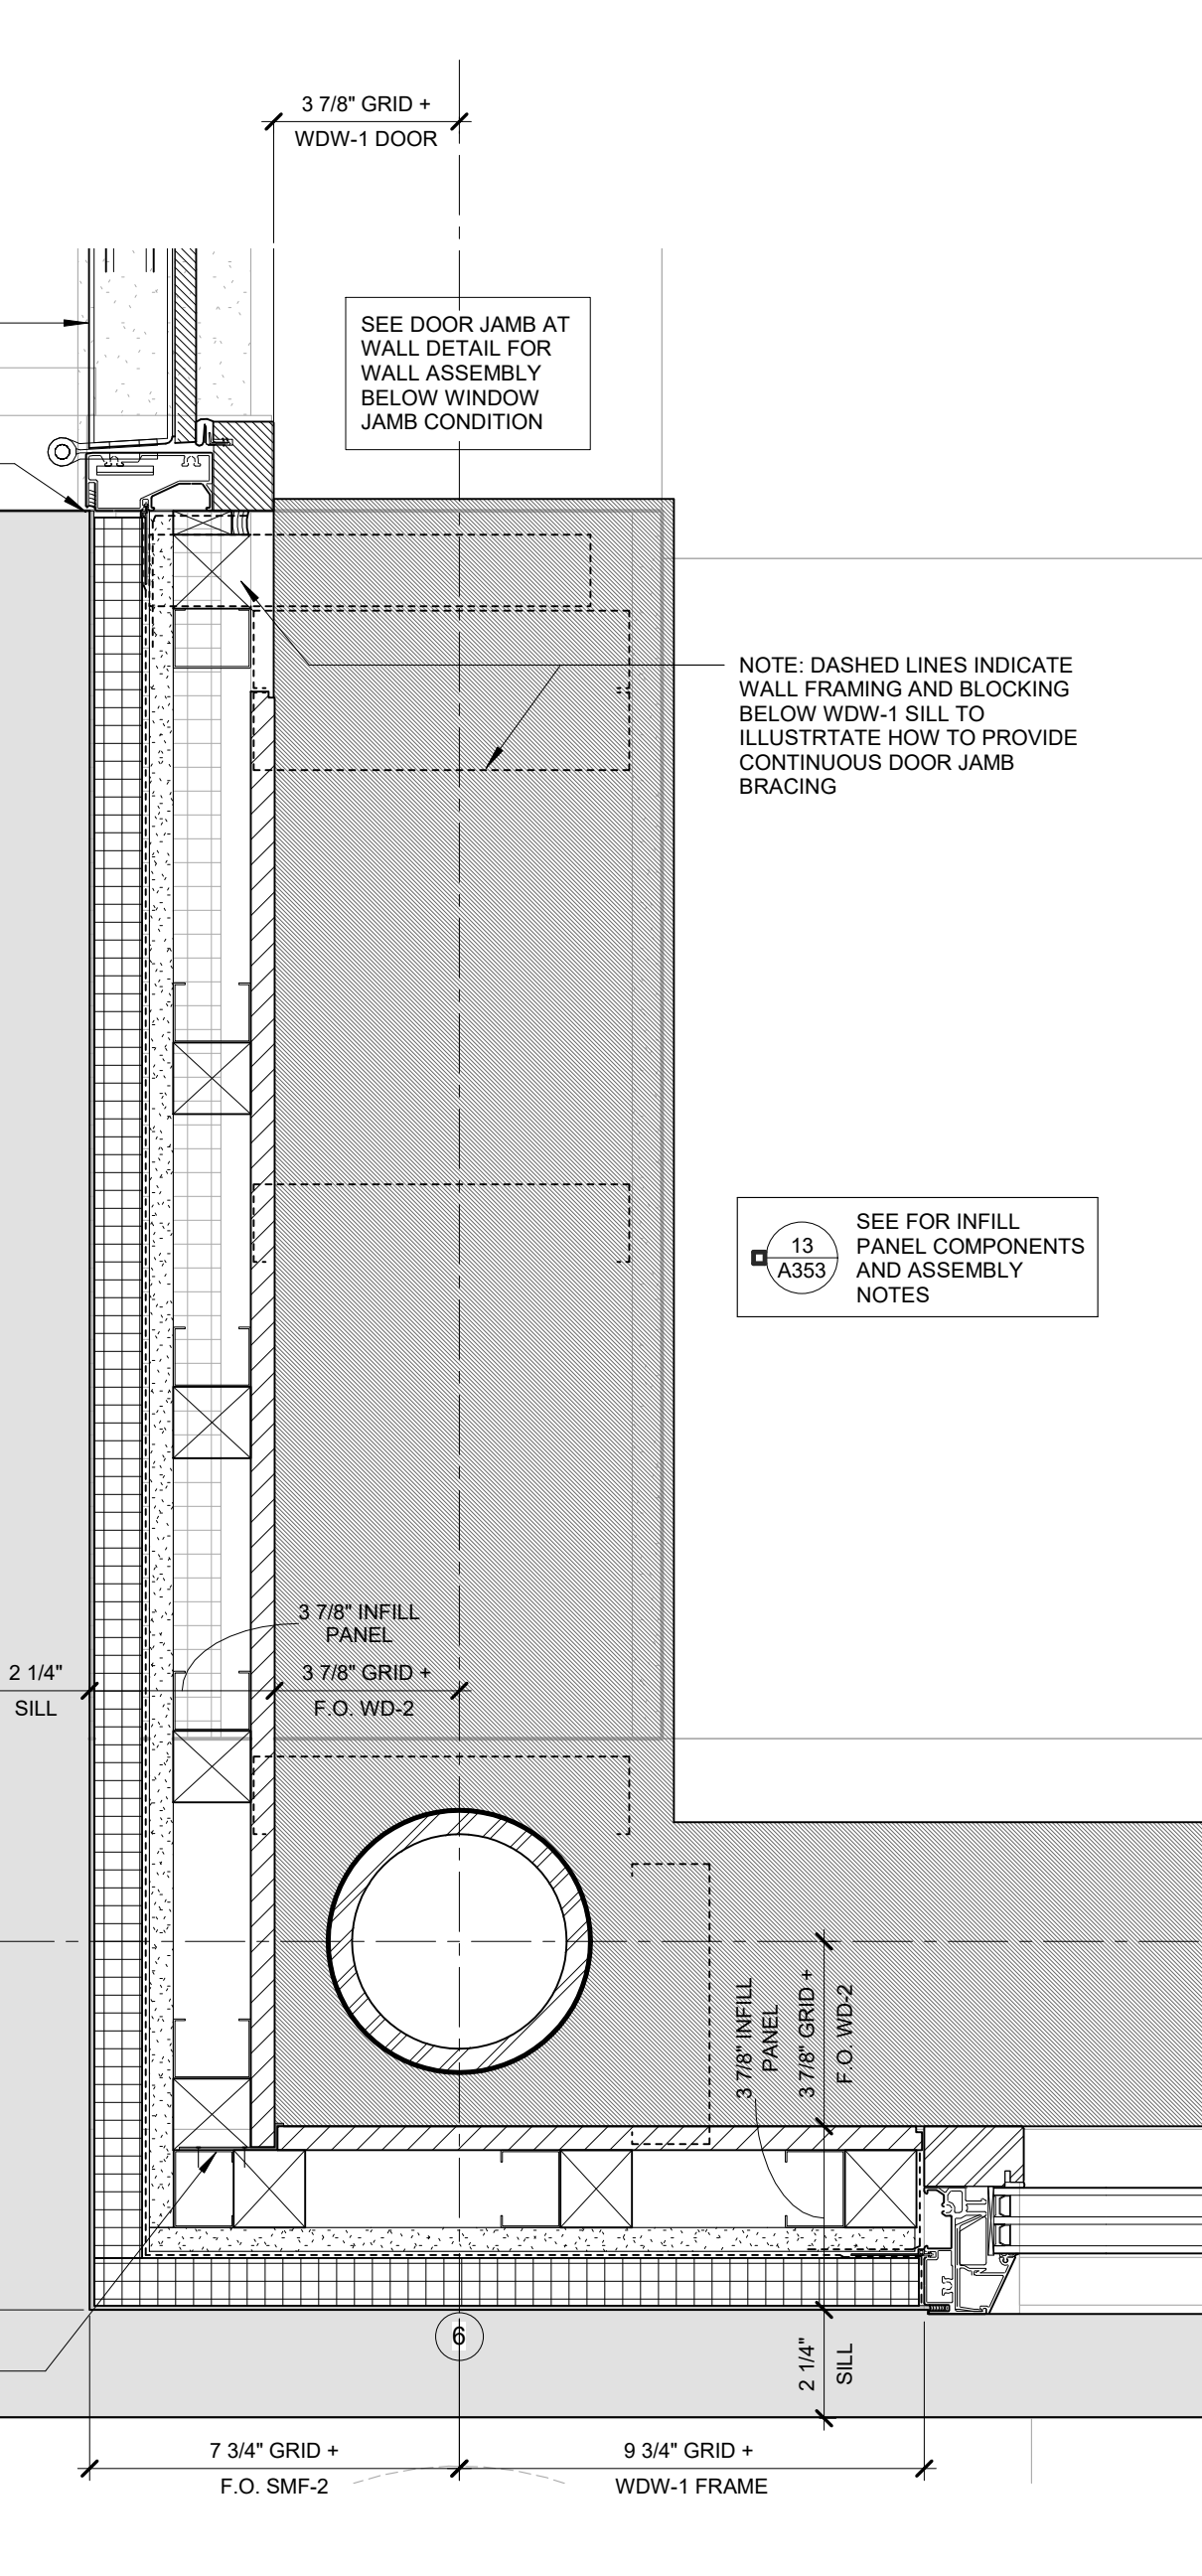 3 7/8" GRID +
WDW-1 DOOR
SEE DOOR JAMB AT
WALL DETAIL FOR
WALL ASSEMBLY
BELOW WINDOW
JAMB CONDITION
NOTE: DASHED LINES INDICATE
WALL FRAMING AND BLOCKING
BELOW WDW-1 SILL TO
ILLUSTRTATE HOW TO PROVIDE
CONTINUOUS DOOR JAMB
BRACING
13
A353
SEE FOR INFILL
PANEL COMPONENTS
AND ASSEMBLY
NOTES
3 7/8" INFILL
PANEL
2 1/4"
SILL
3 7/8" GRID +
F.O. WD-2
3 7/8" INFILL
PANEL
3 7/8" GRID +
F.O. WD-2
6
2 1/4"
SILL
7 3/4" GRID +
F.O. SMF-2
9 3/4" GRID +
WDW-1 FRAME